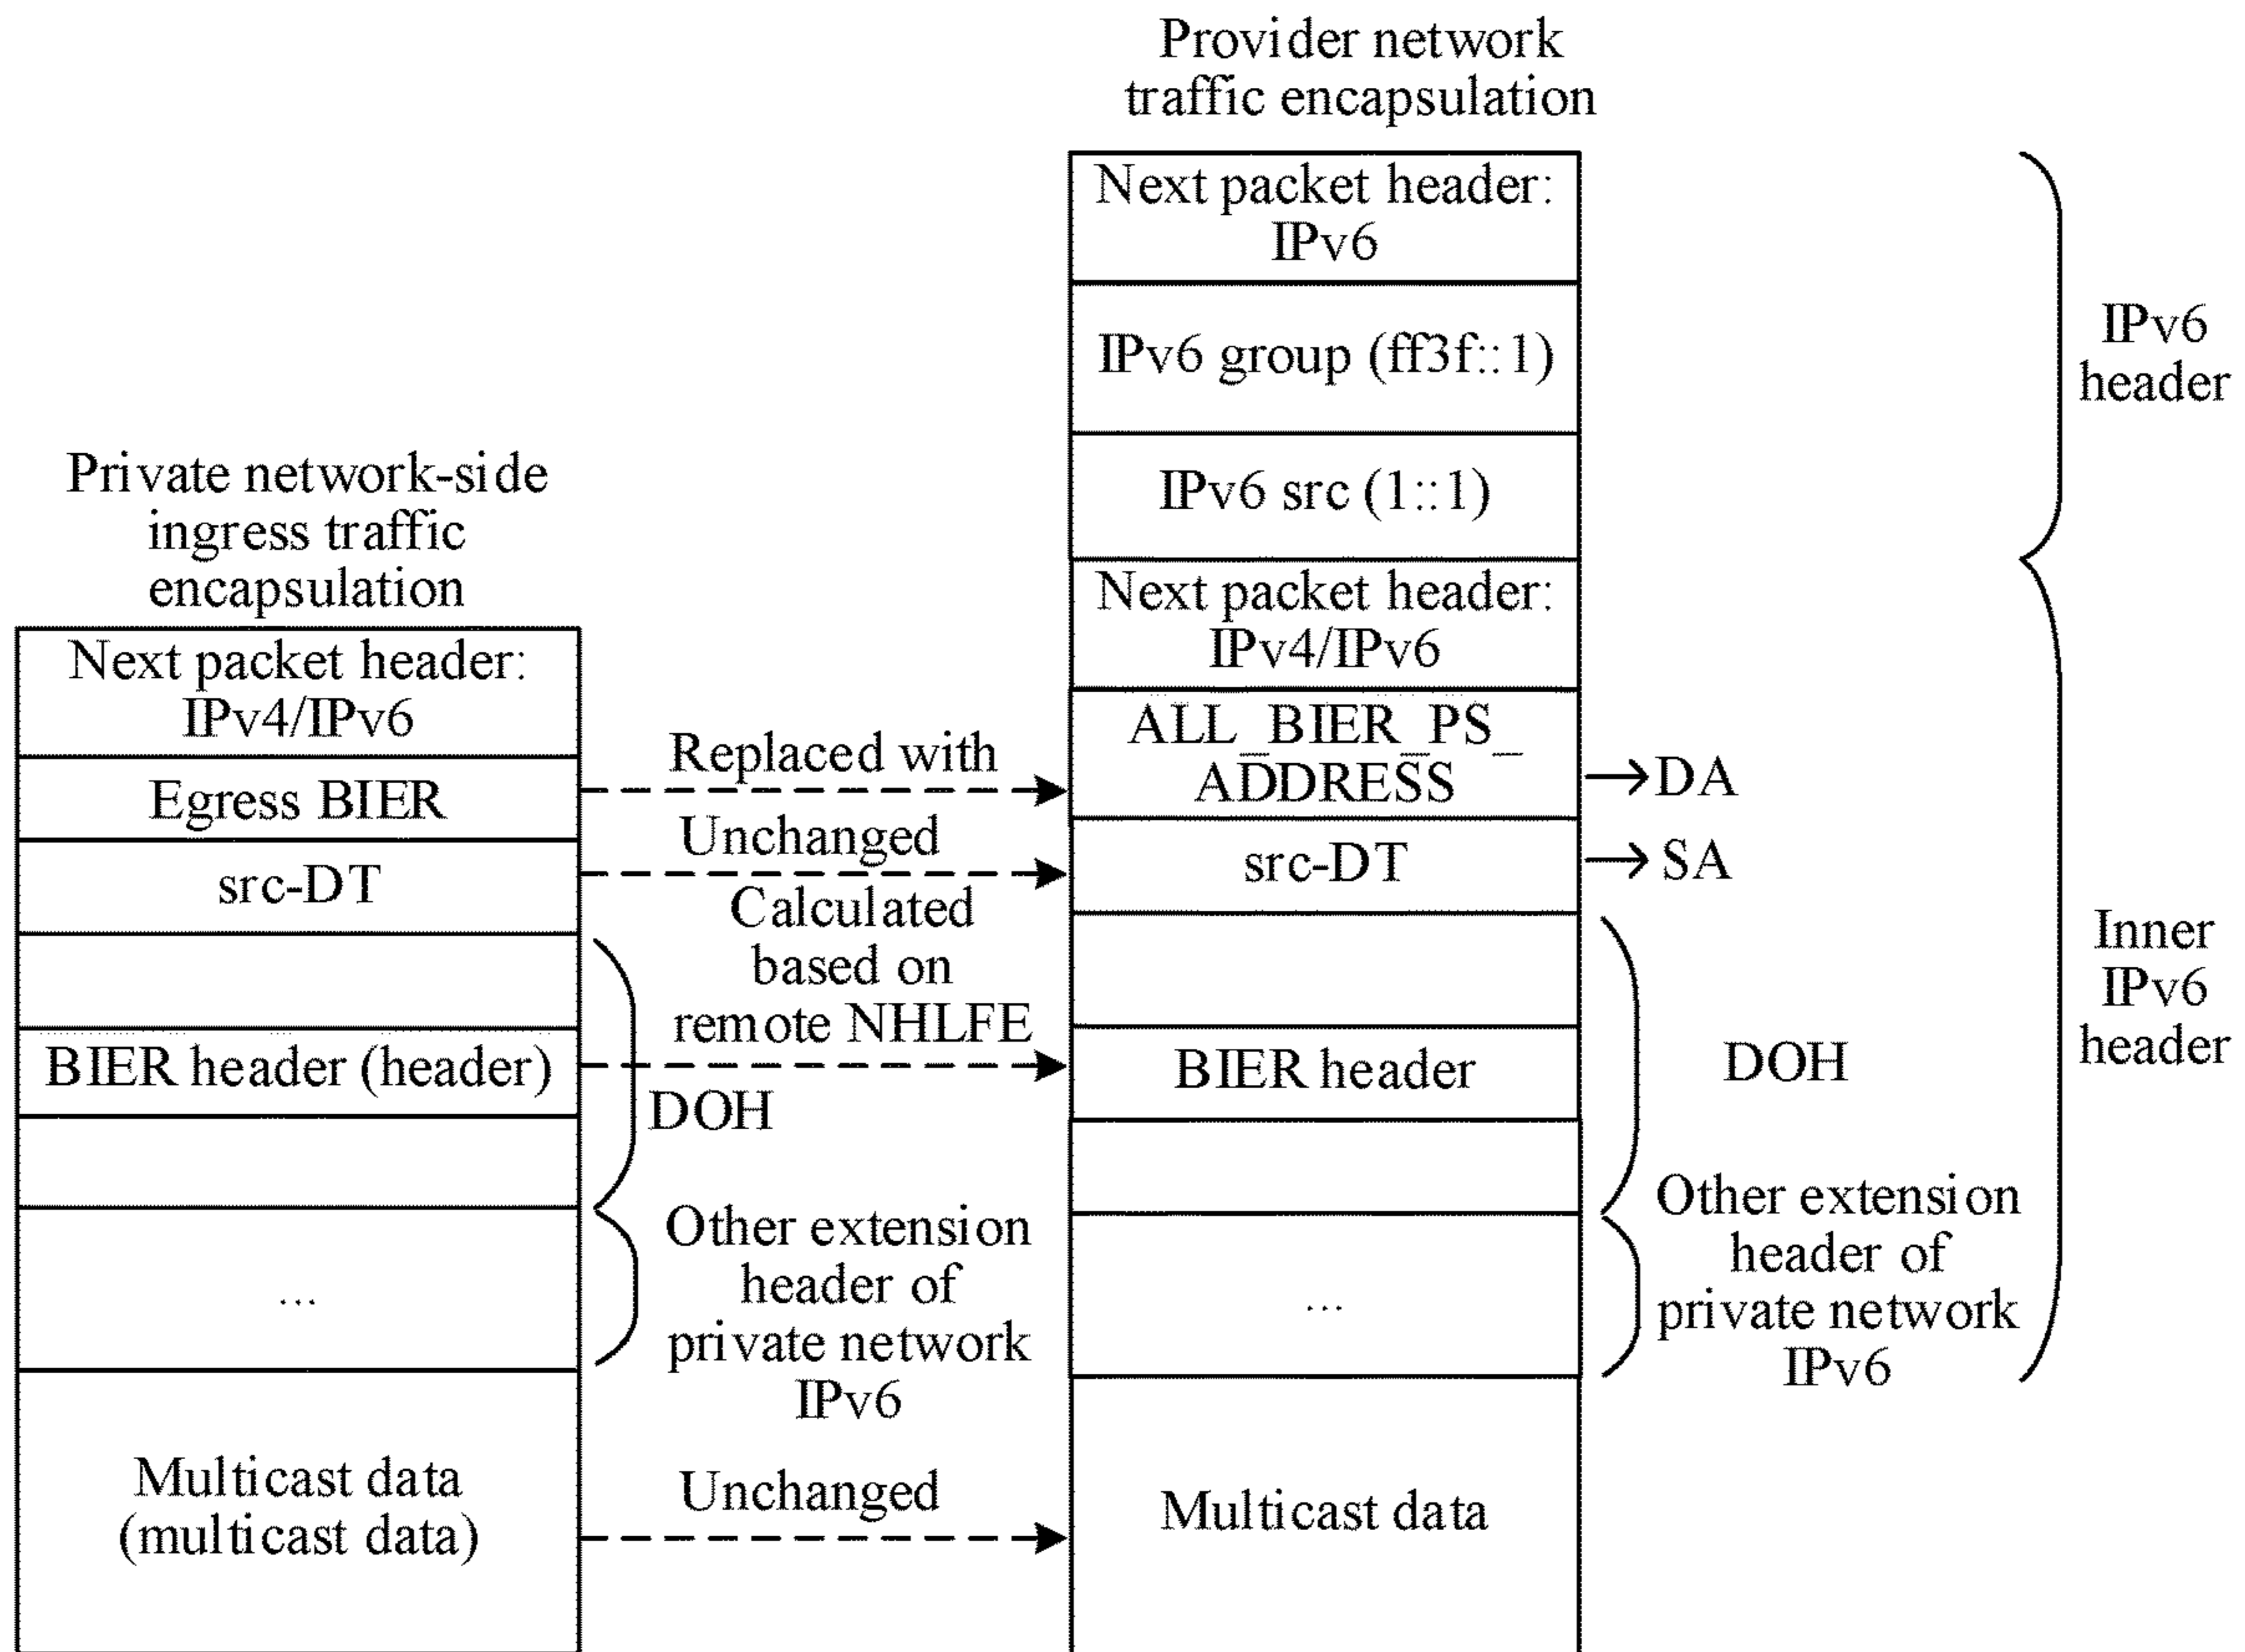 Provider network
traffic encapsulation
Next packet header:
IPv6
IPv6 group (ff3f::1)
IPv6 src (1::1)
Next packet header:
IPv4/IPv6
ALL_BIER_PS_
ADDRESS
src-DT
BIER header
...
Multicast data
DA
SA
DOH
Other extension
header of
private network
IPv6
IPv6
header
Inner
IPv6
header
Private network-side
ingress traffic
encapsulation
Next packet header:
IPv4/IPv6
Egress BIER
src-DT
BIER header (header)
...
Multicast data
(multicast data)
Replaced with
Unchanged
Calculated
based on
remote NHLFE
DOH
Other extension
header of
private network
IPv6
Unchanged